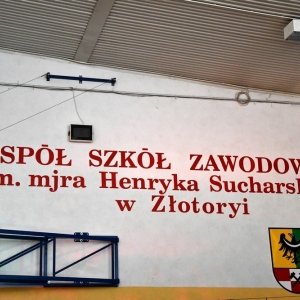 SPÓŁ SZKÓŁ ZAWODOW
m. mjra Henryka Sucharsk
w Złotoryi